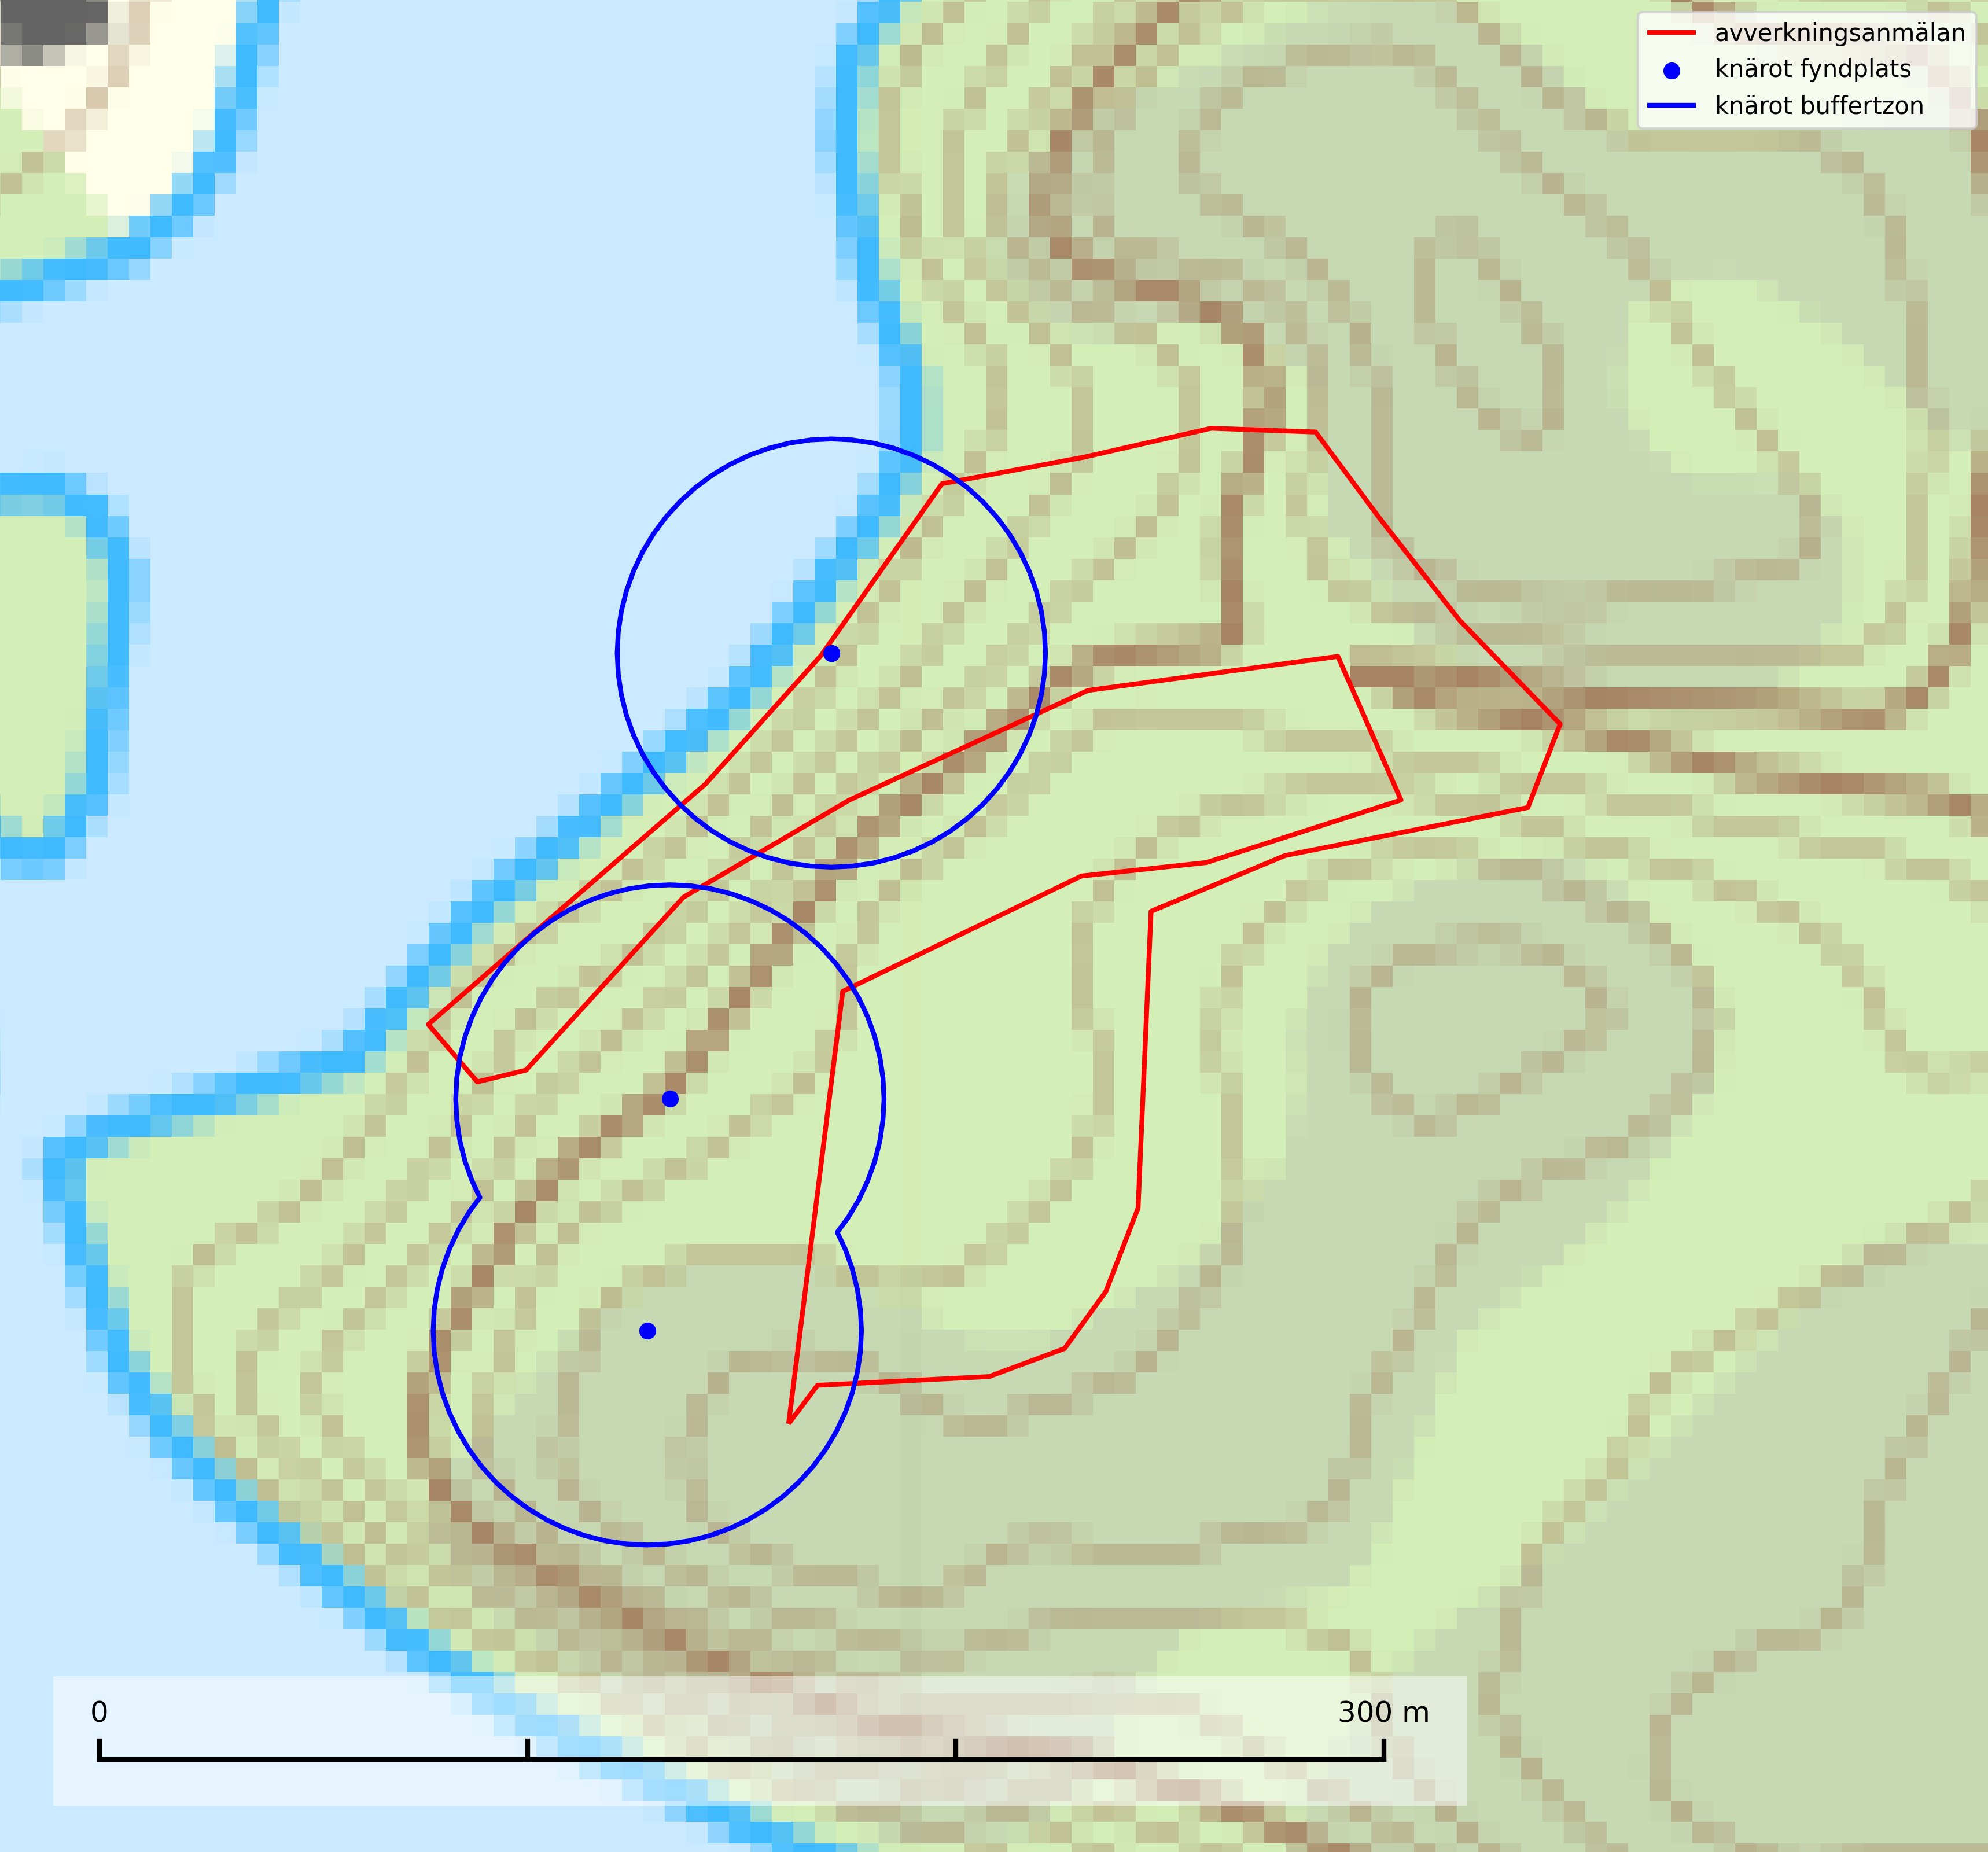 avverkningsanmälan
knärot fyndplats
knärot buffertzon
0
300 m